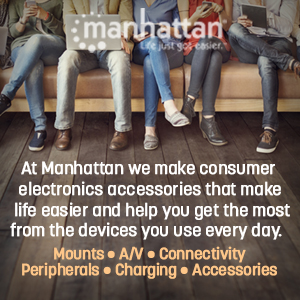 manhattan™
Life just got easier.
At Manhattan we make consumer
electronics accessories that make
life easier and help you get the most
from the devices you use every day.
Mounts • A/V • Connectivity
Peripherals • Charging • Accessories